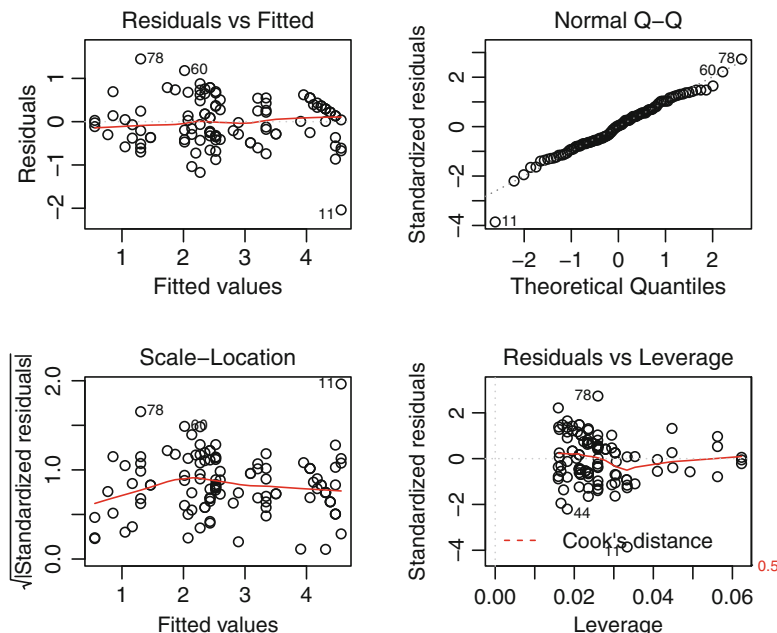 Residuals vs Fitted
Residuals
1
0
−1
−2
78
60
11
1 2 3 4
Fitted values
Normal Q−Q
Standardized residuals
2
0
−2
−4
78
60
11
−2 −1 0 1 2
Theoretical Quantiles
Scale−Location
√|Standardized residuals|
2.0
1.0
0.0
11
78
60
1 2 3 4
Fitted values
Residuals vs Leverage
Standardized residuals
2
0
−2
−4
78
44
11
Cook's distance
0.5
0.00 0.02 0.04 0.06
Leverage